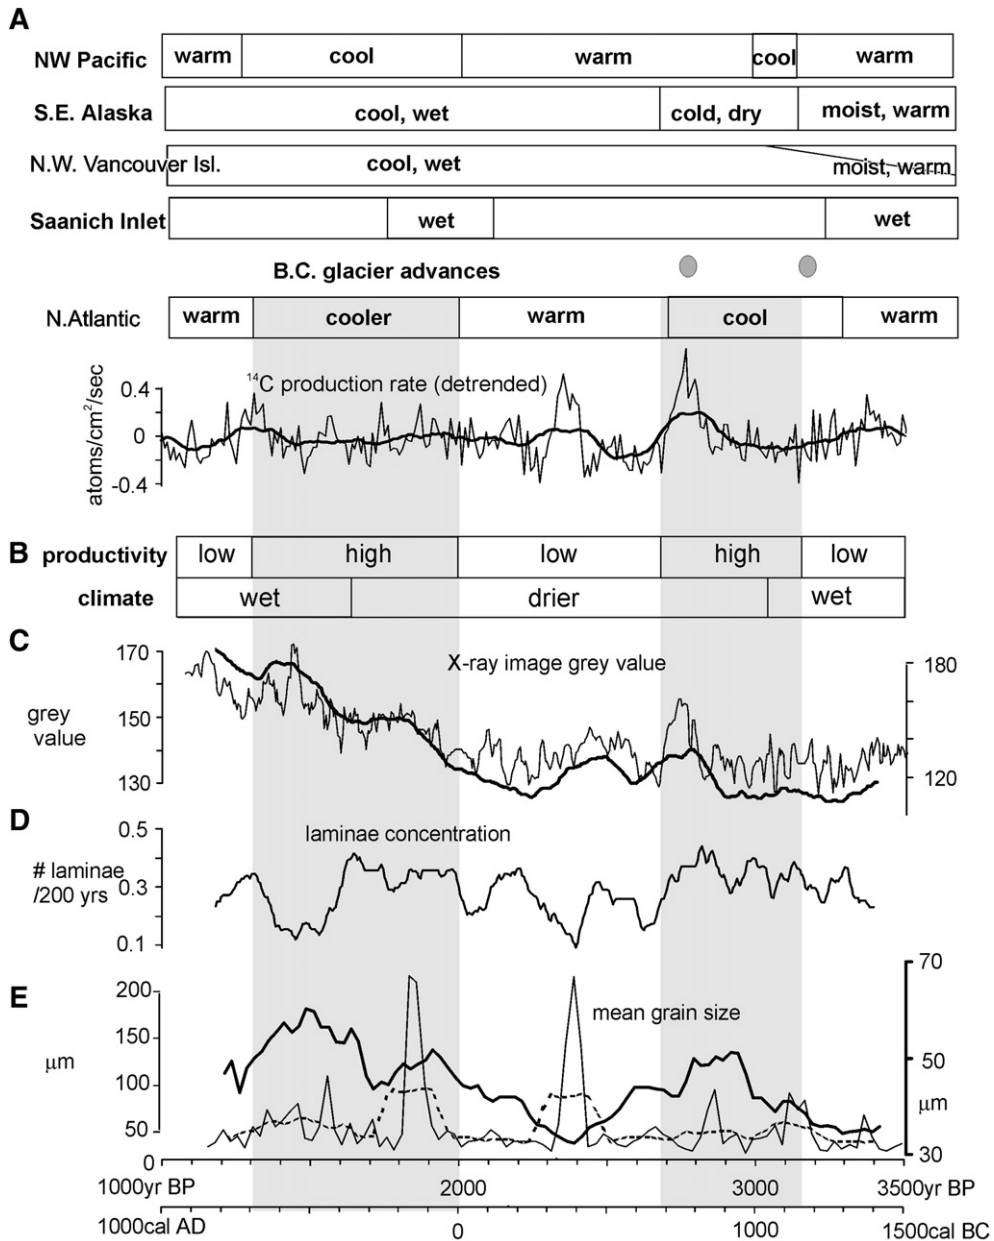 A
NW Pacific warm cool warm cool warm
S.E. Alaska cool, wet cold, dry moist, warm
N.W. Vancouver Isl. cool, wet moist, warm
Saanich Inlet wet wet
B.C. glacier advances
N.Atlantic warm cooler warm cool warm
14C production rate (detrended)
atoms/cm2/sec
0.4
0
-0.4
B productivity low high low high low
climate wet drier wet
C
170 X-ray image grey value 180
grey
value
150
130 120
D
0.5 laminae concentration
# laminae
/200 yrs
0.3
0.1
E
70
200 mean grain size
150
µm 50
100 µm
50
30
0
1000yr BP 2000 3000 3500yr BP
1000cal AD 0 1000 1500cal BC